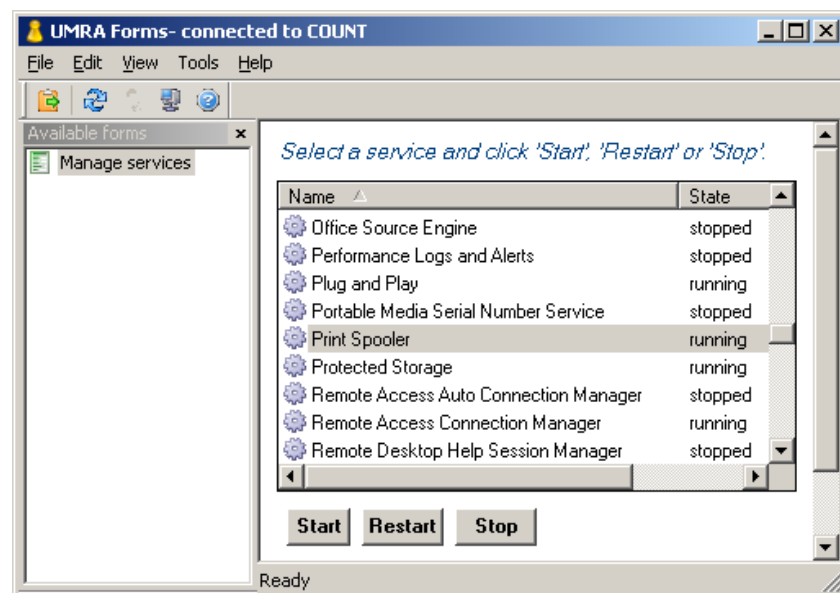 UMRA Forms- connected to COUNT
File Edit View Tools Help
Available forms
Manage services
Select a service and click 'Start', 'Restart' or 'Stop'.
Name State
Office Source Engine stopped
Performance Logs and Alerts stopped
Plug and Play running
Portable Media Serial Number Service stopped
Print Spooler running
Protected Storage running
Remote Access Auto Connection Manager stopped
Remote Access Connection Manager running
Remote Desktop Help Session Manager stopped
Start Restart Stop
Ready